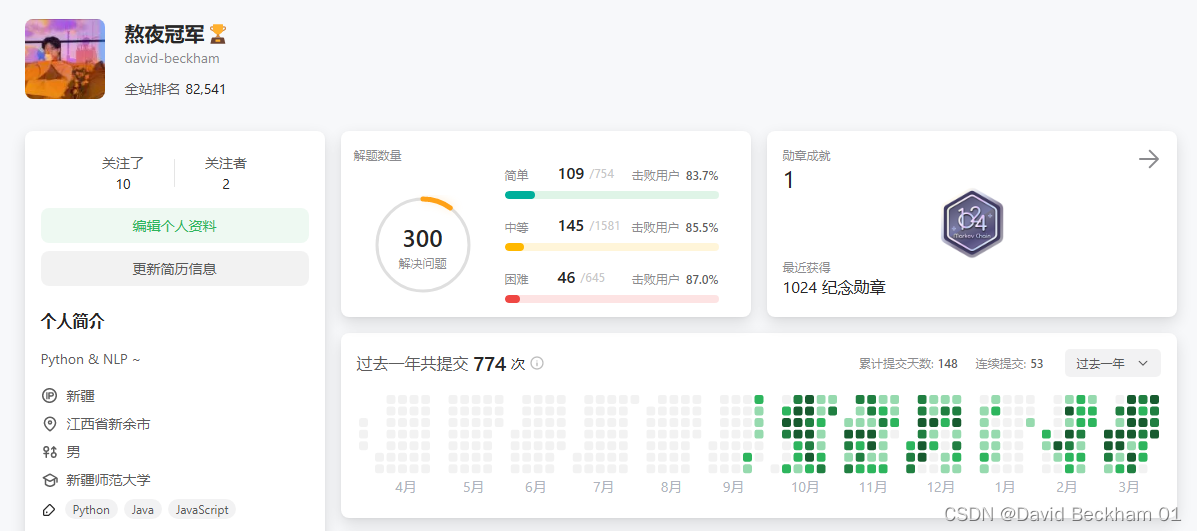 熬夜冠军
david-beckham
全站排名 82,541
关注了 关注者
10 2
编辑个人资料
更新简历信息
个人简介
Python & NLP ~
IP 新疆
江西省新余市
男
新疆师范大学
Python Java JavaScript
解题数量
300
解决问题
简单 109 /754 击败用户 83.7%
中等 145 /1581 击败用户 85.5%
困难 46 /645 击败用户 87.0%
勋章成就
1
1024
Markov Chain
最近获得
1024 纪念勋章
过去一年共提交 774 次
累计提交天数: 148 连续提交: 53 过去一年
4月 5月 6月 7月 8月 9月 10月 11月 12月 1月 2月 3月
CSDN @David Beckham 01